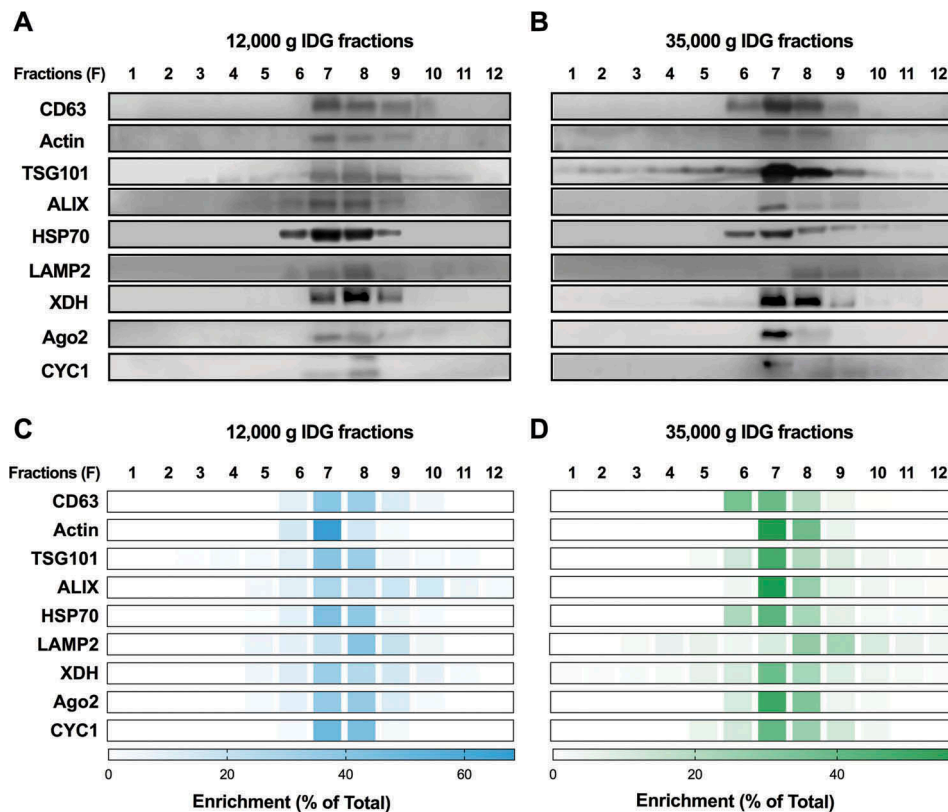 A
12,000 g IDG fractions
Fractions (F) 1 2 3 4 5 6 7 8 9 10 11 12
CD63
Actin
TSG101
ALIX
HSP70
LAMP2
XDH
Ago2
CYC1
B
35,000 g IDG fractions
1 2 3 4 5 6 7 8 9 10 11 12
C
12,000 g IDG fractions
Fractions (F) 1 2 3 4 5 6 7 8 9 10 11 12
CD63
Actin
TSG101
ALIX
HSP70
LAMP2
XDH
Ago2
CYC1
0 20 40 60
Enrichment (% of Total)
D
35,000 g IDG fractions
1 2 3 4 5 6 7 8 9 10 11 12
0 20 40
Enrichment (% of Total)